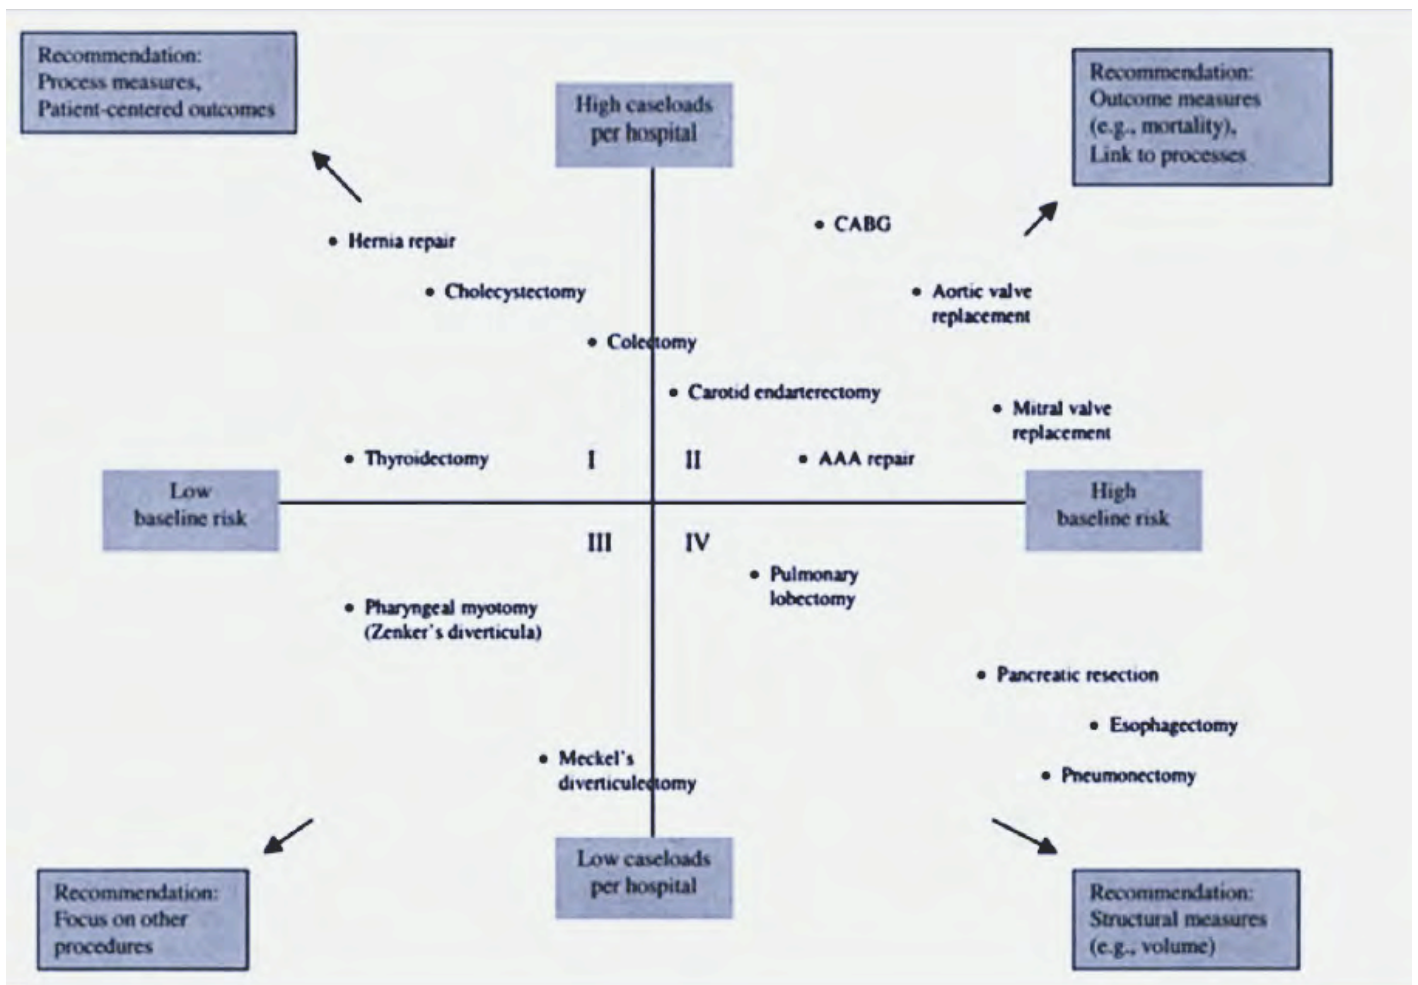 Recommendation:
Process measures,
Patient-centered outcomes
High caseloads
per hospital
Recommendation:
Outcome measures
(e.g., mortality),
Link to processes
• Hernia repair
• CABG
• Cholecystectomy
• Aortic valve
replacement
• Colectomy
• Carotid endarterectomy
• Mitral valve
replacement
• Thyroidectomy
I
II
• AAA repair
Low
baseline risk
High
baseline risk
III
IV
• Pulmonary
lobectomy
• Pharyngeal myotomy
(Zenker's diverticula)
• Pancreatic resection
• Esophagectomy
• Meckel's
diverticulectomy
• Pneumonectomy
Low caseloads
per hospital
Recommendation:
Focus on other
procedures
Recommendation:
Structural measures
(e.g., volume)